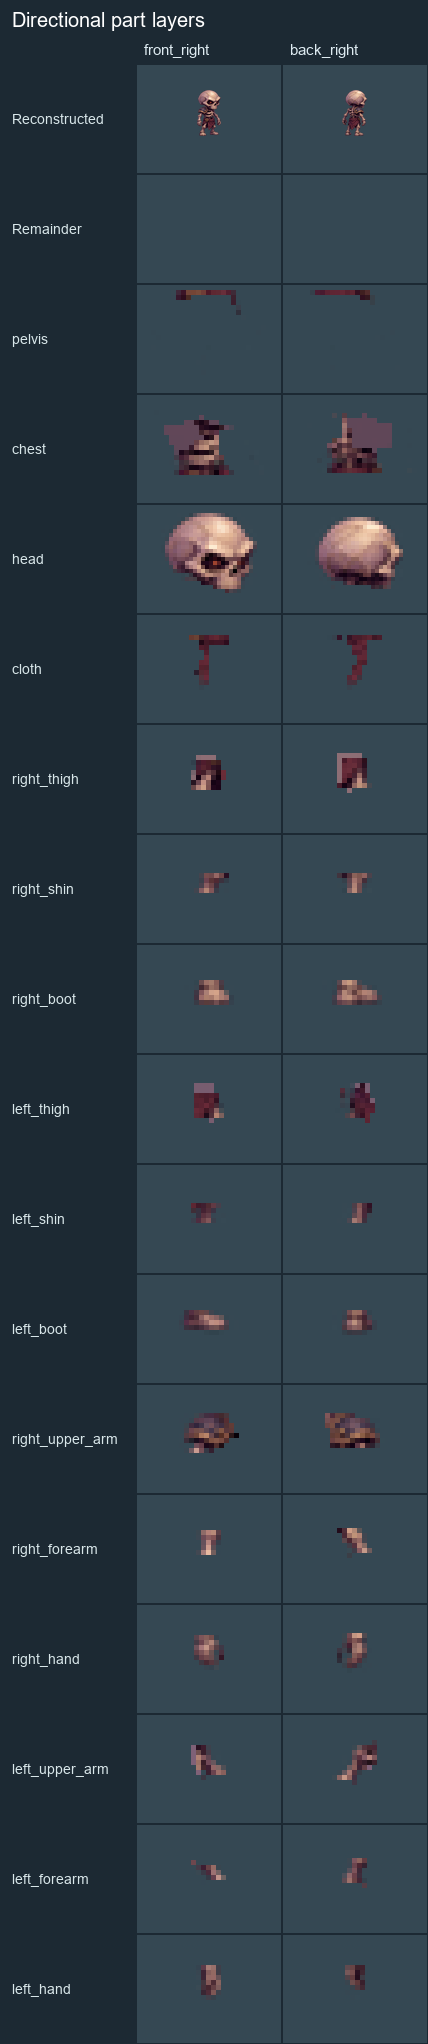 Directional part layers
front_right back_right
Reconstructed
Remainder
pelvis
chest
head
cloth
right_thigh
right_shin
right_boot
left_thigh
left_shin
left_boot
right_upper_arm
right_forearm
right_hand
left_upper_arm
left_forearm
left_hand